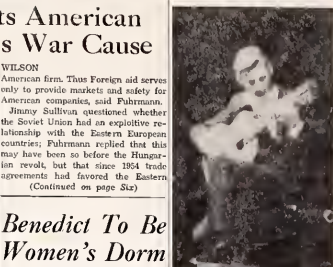 ts American
s War Cause
WILSON
American firm. Thus Foreign aid serves
only to provide markets and safety for
American companies, said Fuhrmann.
Jimmy Sullivan questioned whether
the Soviet Union had an exploitive re-
lationship with the Eastern European
countries; Fuhrmann replied that this
may have been so before the Hungar-
ian revolt, but that since 1954 trade
agreements had favored the Eastern
(Continued on page Six)
Benedict To Be
Women's Dorm